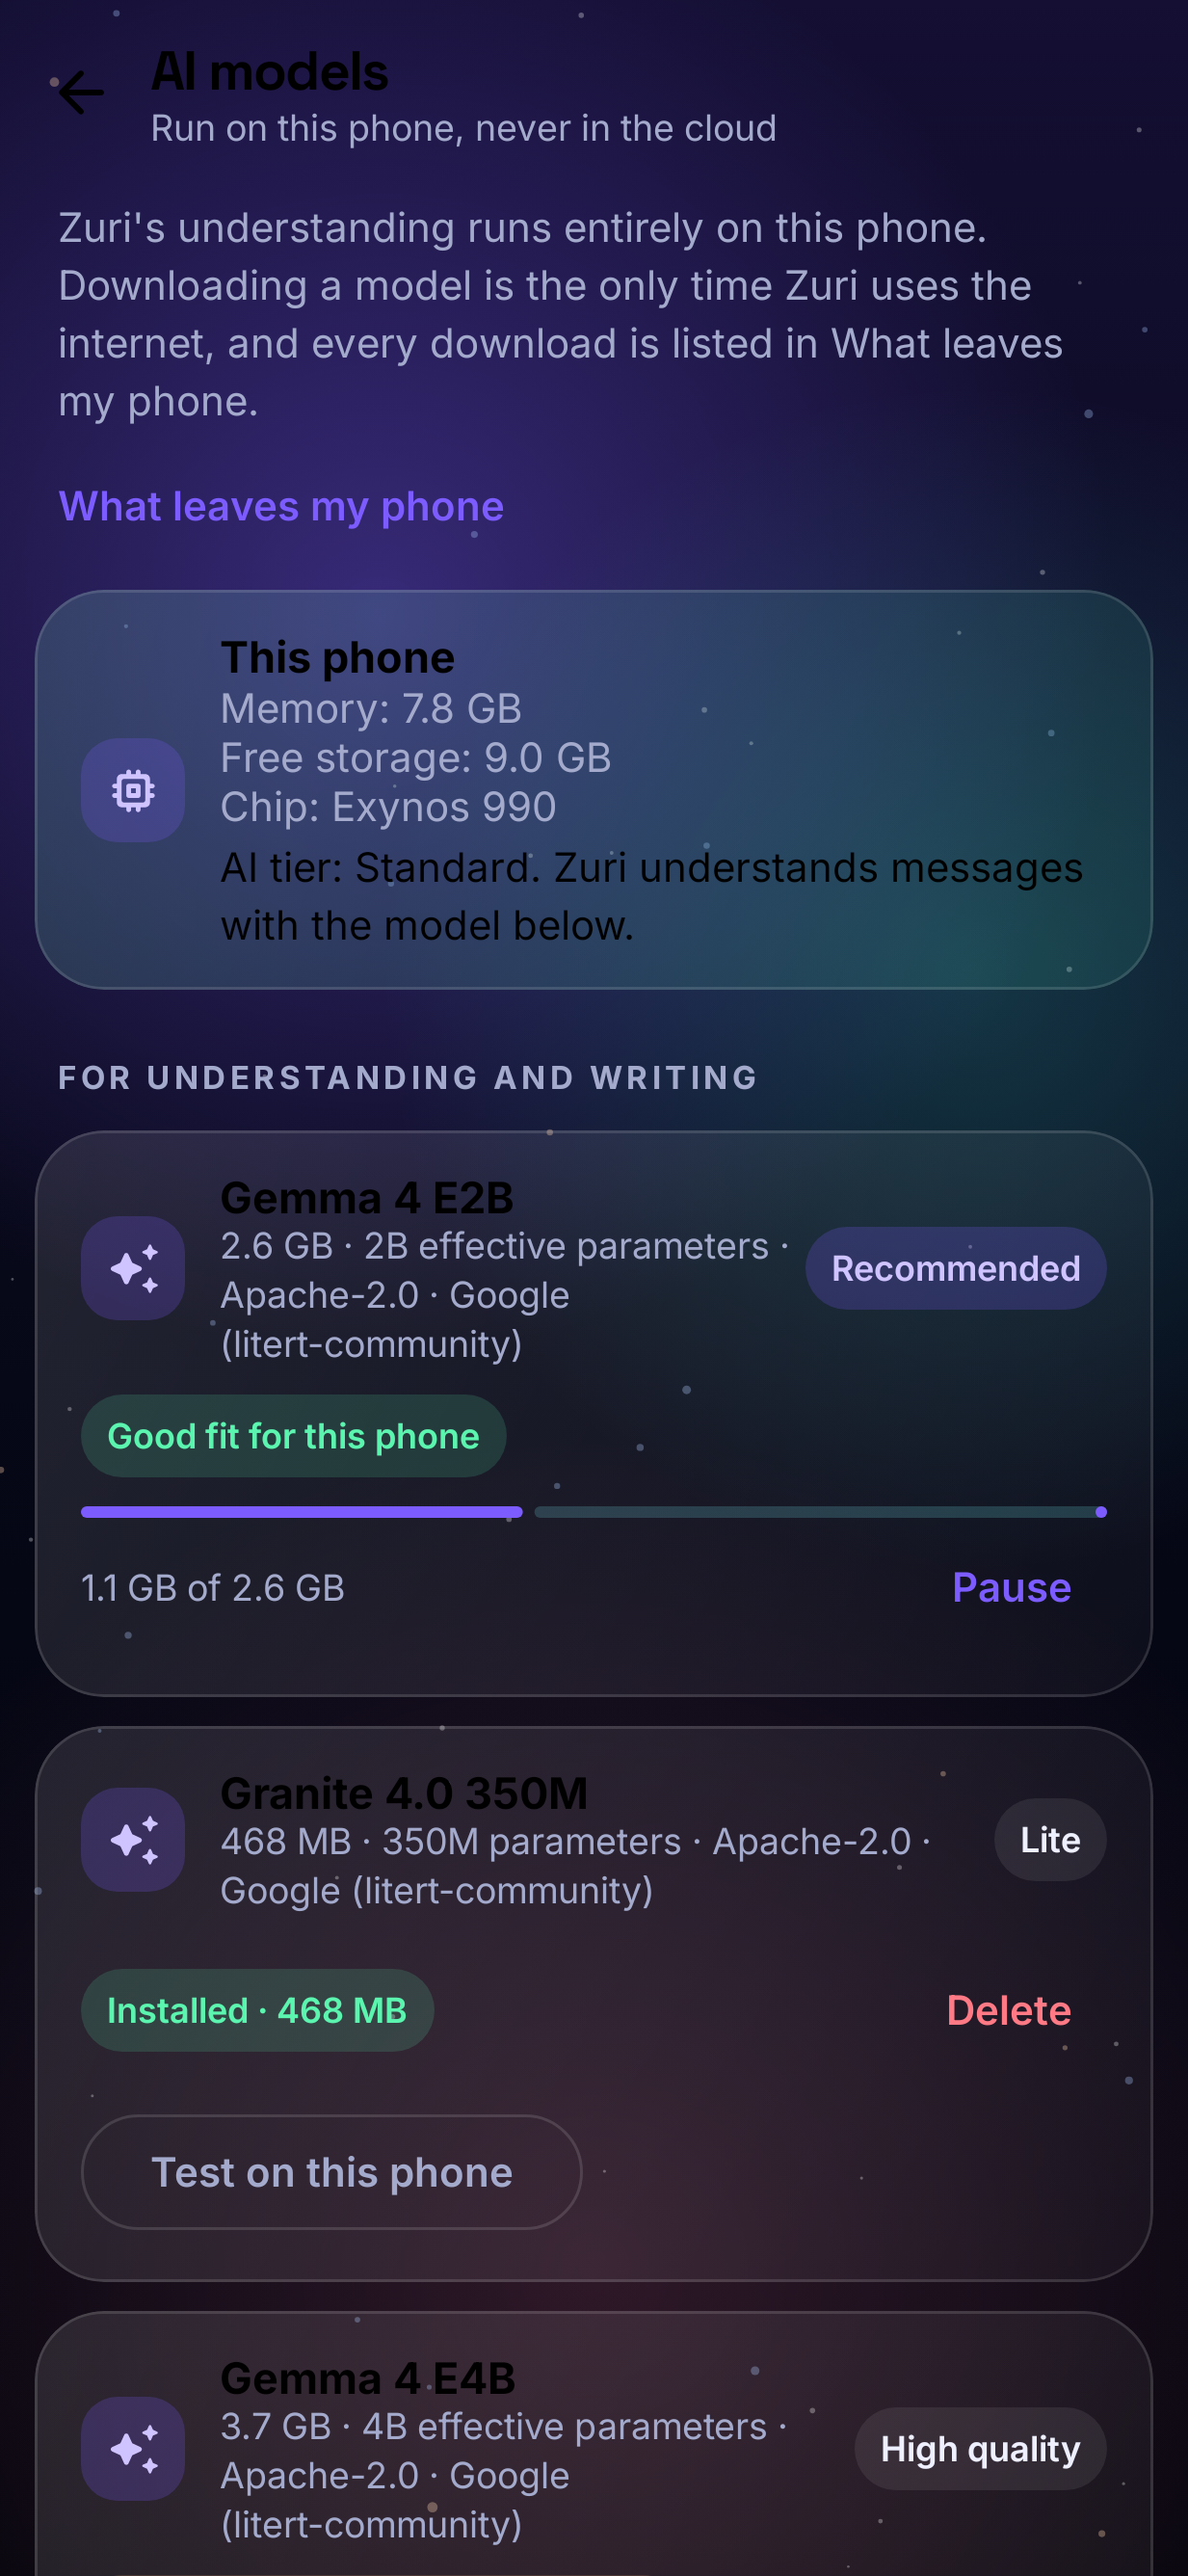 AI models
Run on this phone, never in the cloud
Zuri's understanding runs entirely on this phone.
Downloading a model is the only time Zuri uses the
internet, and every download is listed in What leaves
my phone.
What leaves my phone
This phone
Memory: 7.8 GB
Free storage: 9.0 GB
Chip: Exynos 990
AI tier: Standard. Zuri understands messages
with the model below.
FOR UNDERSTANDING AND WRITING
Gemma 4 E2B
2.6 GB · 2B effective parameters ·
Apache-2.0 · Google
(litert-community)
Recommended
Good fit for this phone
1.1 GB of 2.6 GB
Pause
Granite 4.0 350M
468 MB · 350M parameters · Apache-2.0 ·
Google (litert-community)
Lite
Installed · 468 MB
Delete
Test on this phone
Gemma 4 E4B
3.7 GB · 4B effective parameters ·
Apache-2.0 · Google
(litert-community)
High quality